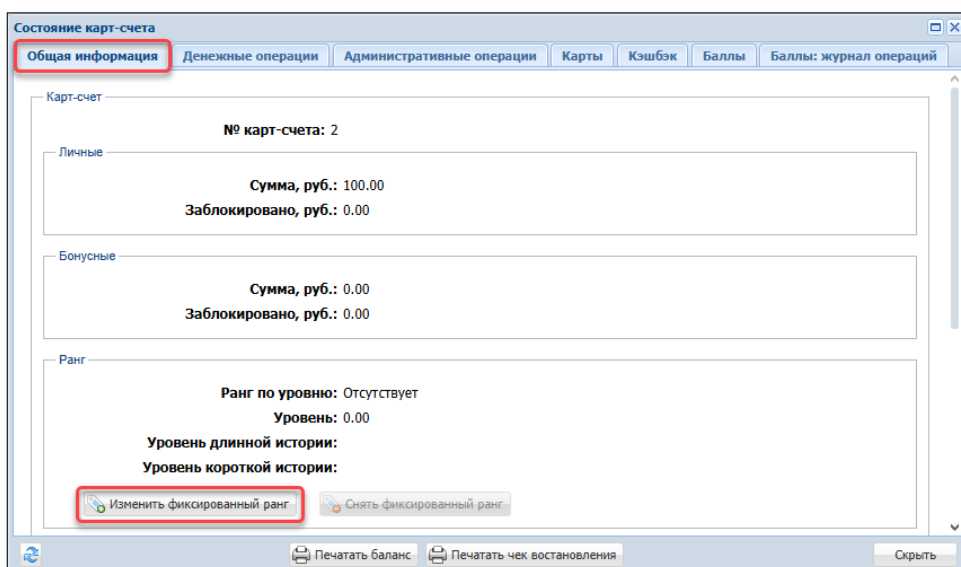 Состояние карт-счета
Общая информация Денежные операции Административные операции Карты Кэшбэк Баллы Баллы: журнал операций
Карт-счет
№ карт-счета: 2
Личные
Сумма, руб.: 100.00
Заблокировано, руб.: 0.00
Бонусные
Сумма, руб.: 0.00
Заблокировано, руб.: 0.00
Ранг
Ранг по уровню: Отсутствует
Уровень: 0.00
Уровень длинной истории:
Уровень короткой истории:
Изменить фиксированный ранг Снять фиксированный ранг
Печатать баланс Печатать чек востановления Скрыть